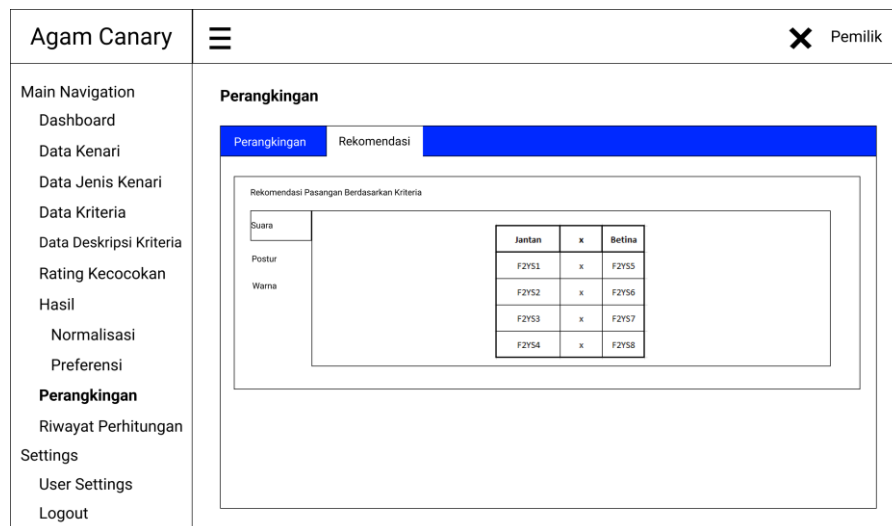 Agam Canary
Pemilik
Main Navigation
Dashboard
Data Kenari
Data Jenis Kenari
Data Kriteria
Data Deskripsi Kriteria
Rating Kecocokan
Hasil
Normalisasi
Preferensi
Perangkingan
Riwayat Perhitungan
Settings
User Settings
Logout
Perangkingan
Perangkingan Rekomendasi
Rekomendasi Pasangan Berdasarkan Kriteria
Suara
Postur
Warna
Jantan x Betina
F2YS1 x F2YS5
F2YS2 x F2YS6
F2YS3 x F2YS7
F2YS4 x F2YS8